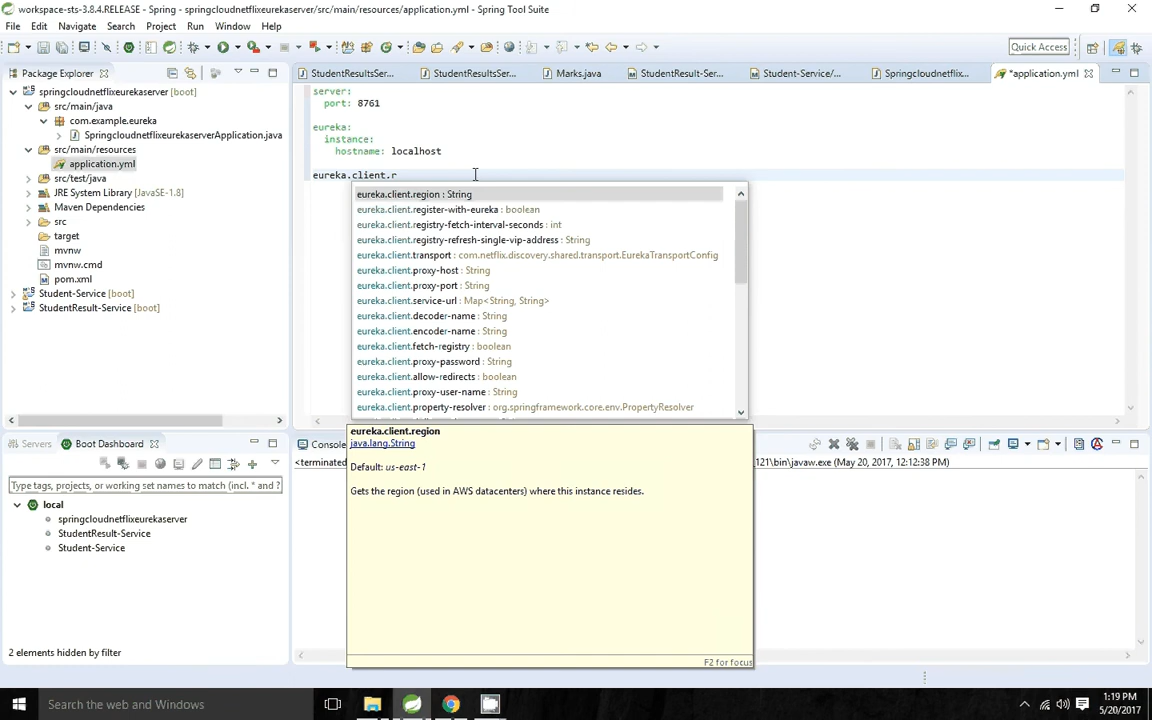 workspace-sts-3.8.4.RELEASE - Spring - springcloudnetflixeurekaserver/src/main/resources/application.yml - Spring Tool Suite
File Edit Navigate Search Project Run Window Help
Quick Access
Package Explorer
StudentResultsSer... StudentResultsSer... Marks.java StudentResult-Ser... Student-Service/... Springcloudnetflix... *application.yml
springcloudnetflixeurekaserver [boot]
src/main/java
com.example.eureka
SpringcloudnetflixeurekaserverApplication.java
src/main/resources
application.yml
src/test/java
JRE System Library [JavaSE-1.8]
Maven Dependencies
src
target
mvnw
mvnw.cmd
pom.xml
Student-Service [boot]
StudentResult-Service [boot]
server:
port: 8761
eureka:
instance:
hostname: localhost
eureka.client.r
eureka.client.region : String
eureka.client.register-with-eureka : boolean
eureka.client.registry-fetch-interval-seconds : int
eureka.client.registry-refresh-single-vip-address : String
eureka.client.transport : com.netflix.discovery.shared.transport.EurekaTransportConfig
eureka.client.proxy-host : String
eureka.client.proxy-port : String
eureka.client.service-url : Map<String, String>
eureka.client.decoder-name : String
eureka.client.encoder-name : String
eureka.client.fetch-registry : boolean
eureka.client.proxy-password : String
eureka.client.allow-redirects : boolean
eureka.client.proxy-user-name : String
eureka.client.property-resolver : org.springframework.core.env.PropertyResolver
eureka.client.region
java.lang.String
Default: us-east-1
Gets the region (used in AWS datacenters) where this instance resides.
F2 for focus
Servers Boot Dashboard
Type tags, projects, or working set names to match (incl. * and ?
local
springcloudnetflixeurekaserver
StudentResult-Service
Student-Service
2 elements hidden by filter
Console
<terminated
121\bin\javaw.exe (May 20, 2017, 12:12:38 PM)
Search the web and Windows
1:19 PM
5/20/2017